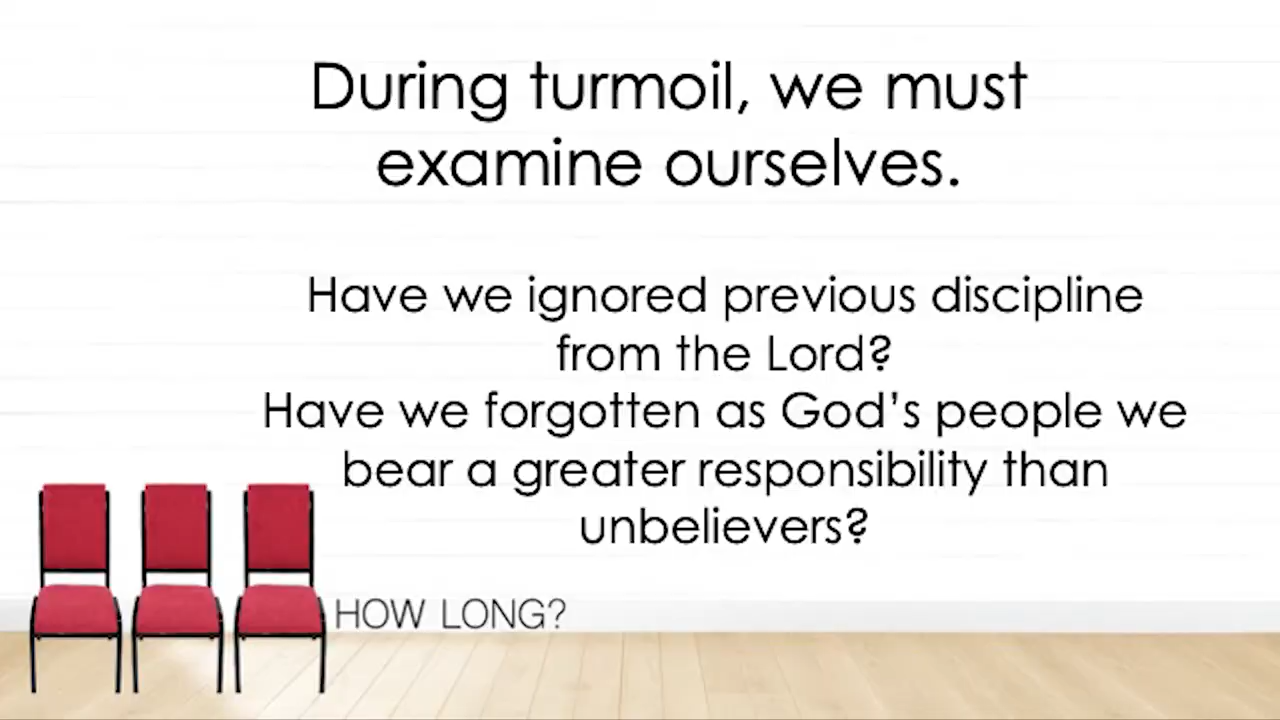 During turmoil, we must
examine ourselves.
Have we ignored previous discipline
from the Lord?
Have we forgotten as God’s people we
bear a greater responsibility than
unbelievers?
HOW LONG?